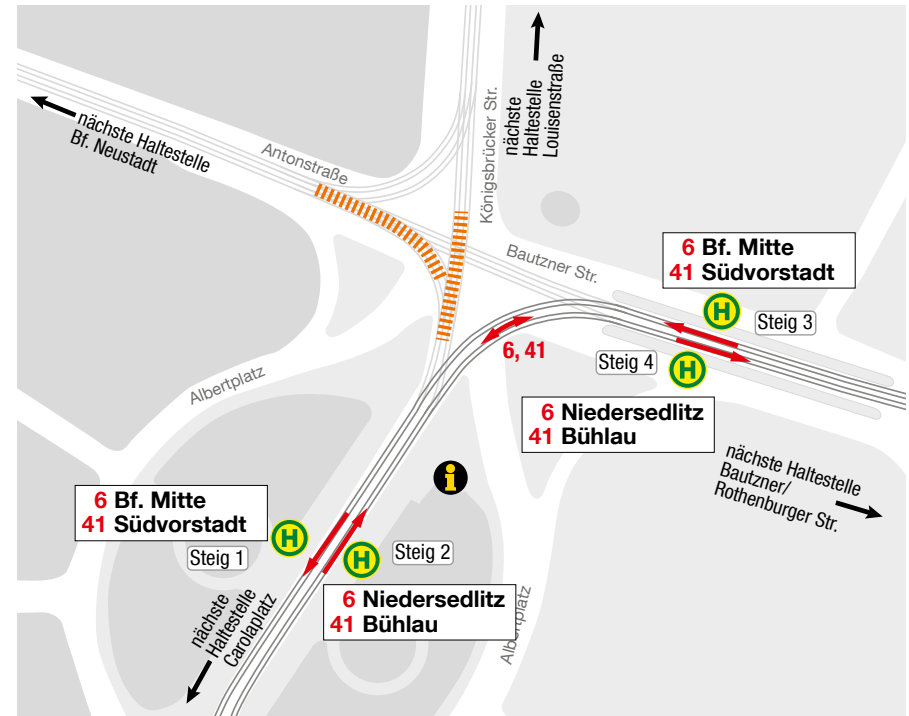 nächste
Haltestelle
Louisenstraße
Königsbrücker Str.
nächste Haltestelle
Bf. Neustadt
Antonstraße
Bautzner Str.
6 Bf. Mitte
41 Südvorstadt
H
Steig 3
6, 41
Steig 4
H
Albertplatz
6 Niedersedlitz
41 Bühlau
nächste Haltestelle
Bautzner/
Rothenburger Str.
i
6 Bf. Mitte
41 Südvorstadt
H
Steig 1
H
Steig 2
6 Niedersedlitz
41 Bühlau
Albertplatz
nächste
Haltestelle
Carolaplatz